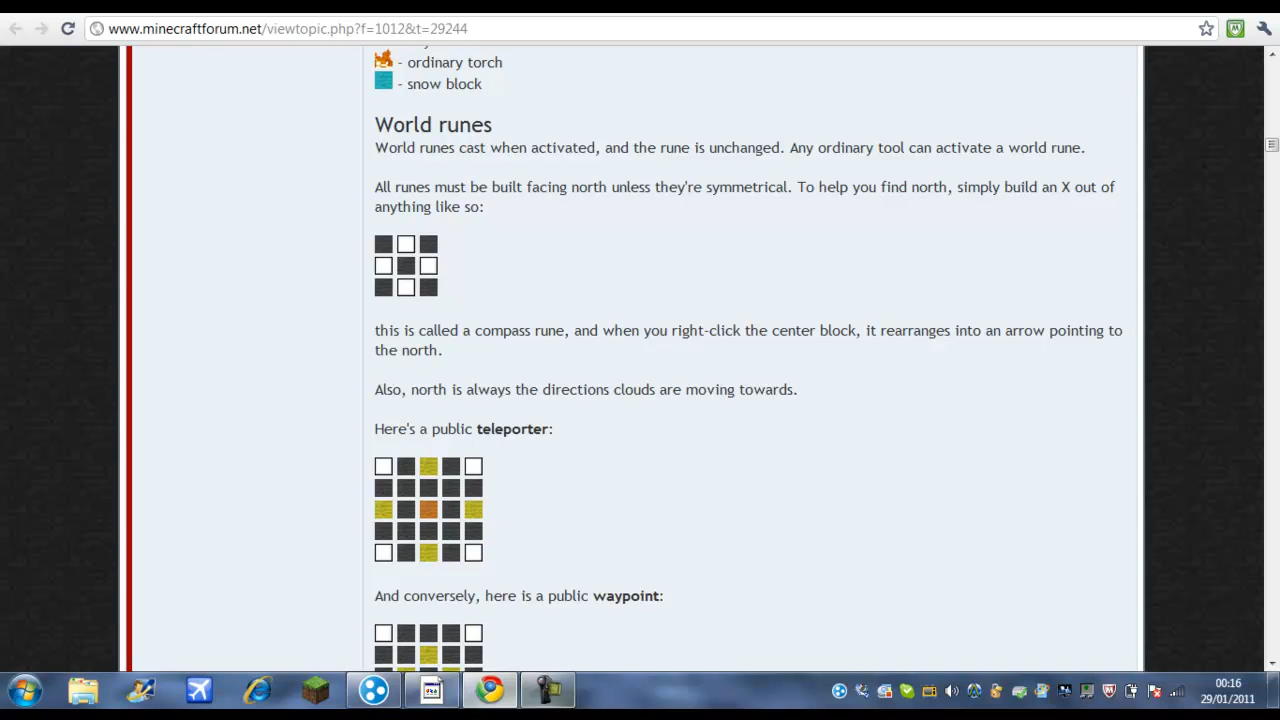 www.minecraftforum.net/viewtopic.php?f=1012&t=29244
- ordinary torch
- snow block
World runes
World runes cast when activated, and the rune is unchanged. Any ordinary tool can activate a world rune.
All runes must be built facing north unless they're symmetrical. To help you find north, simply build an X out of
anything like so:
this is called a compass rune, and when you right-click the center block, it rearranges into an arrow pointing to
the north.
Also, north is always the directions clouds are moving towards.
Here's a public teleporter:
And conversely, here is a public waypoint:
00:16
29/01/2011